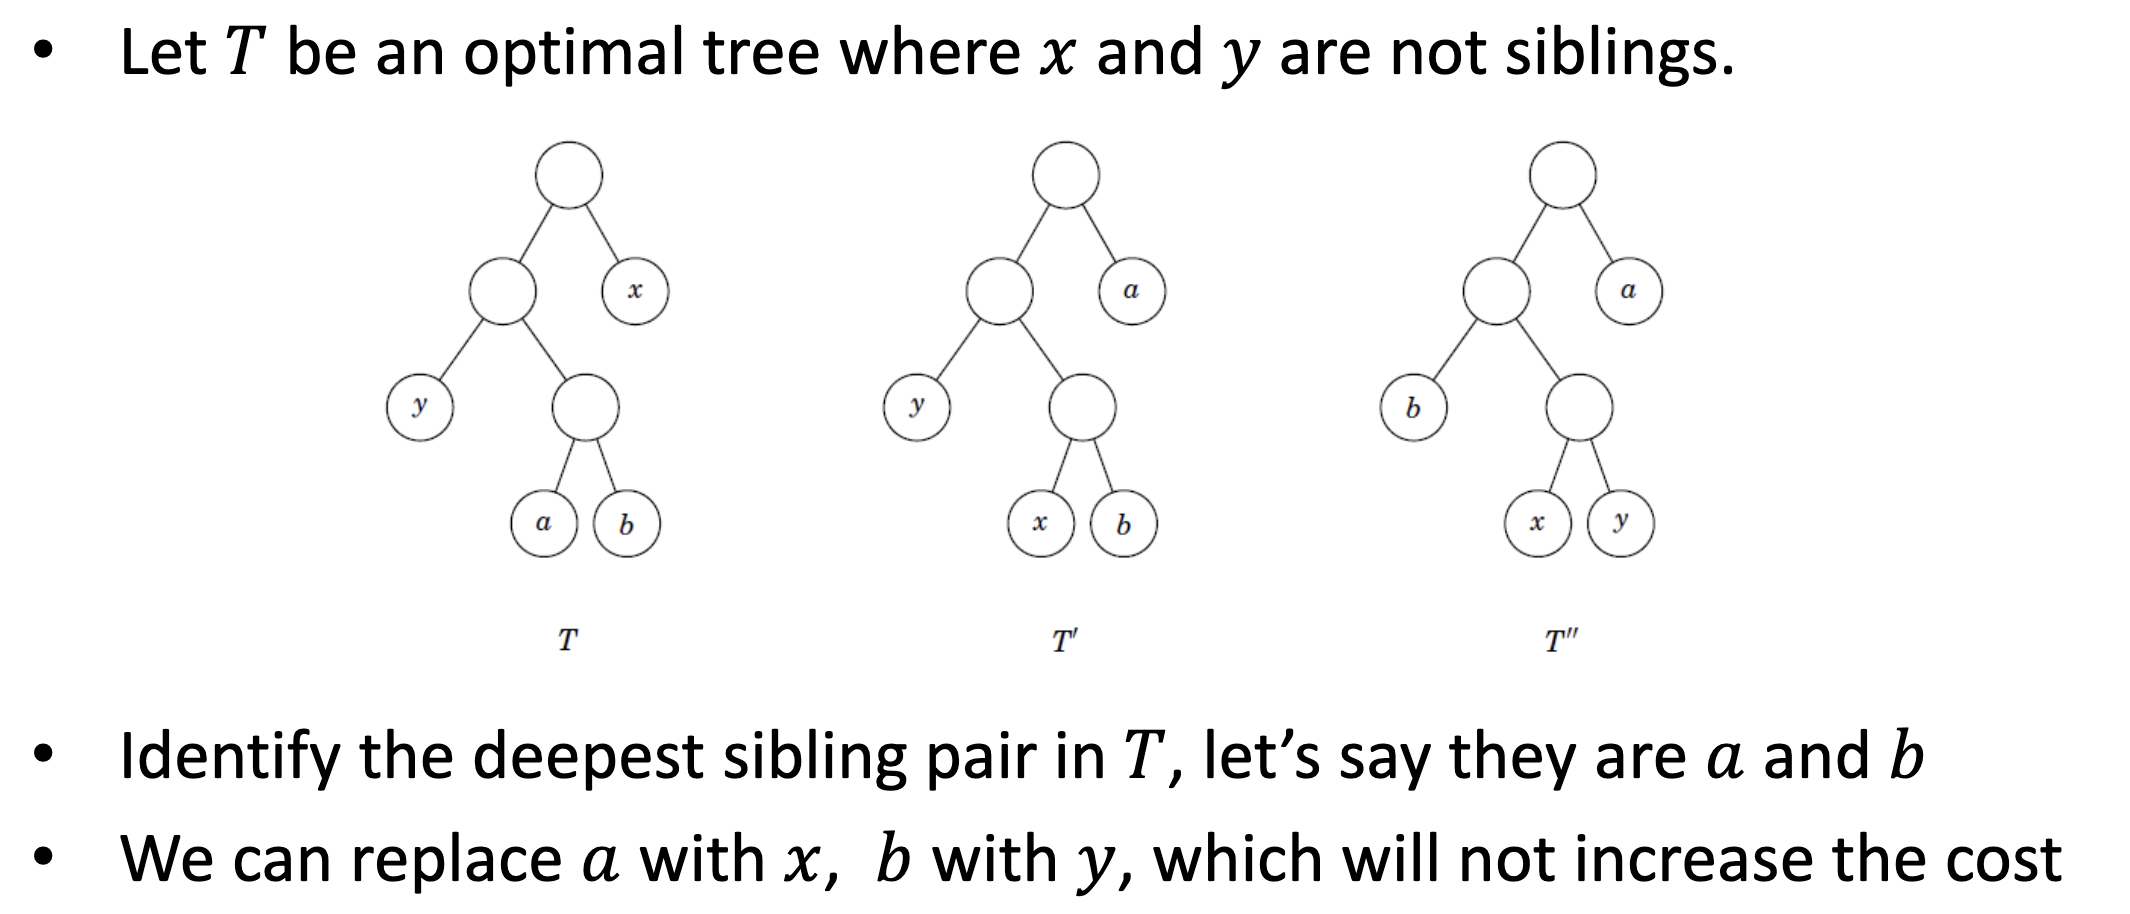 • Let T be an optimal tree where x and y are not siblings.
x a a
y y b
a b x b x y
T T′ T″
• Identify the deepest sibling pair in T, let’s say they are a and b
• We can replace a with x, b with y, which will not increase the cost